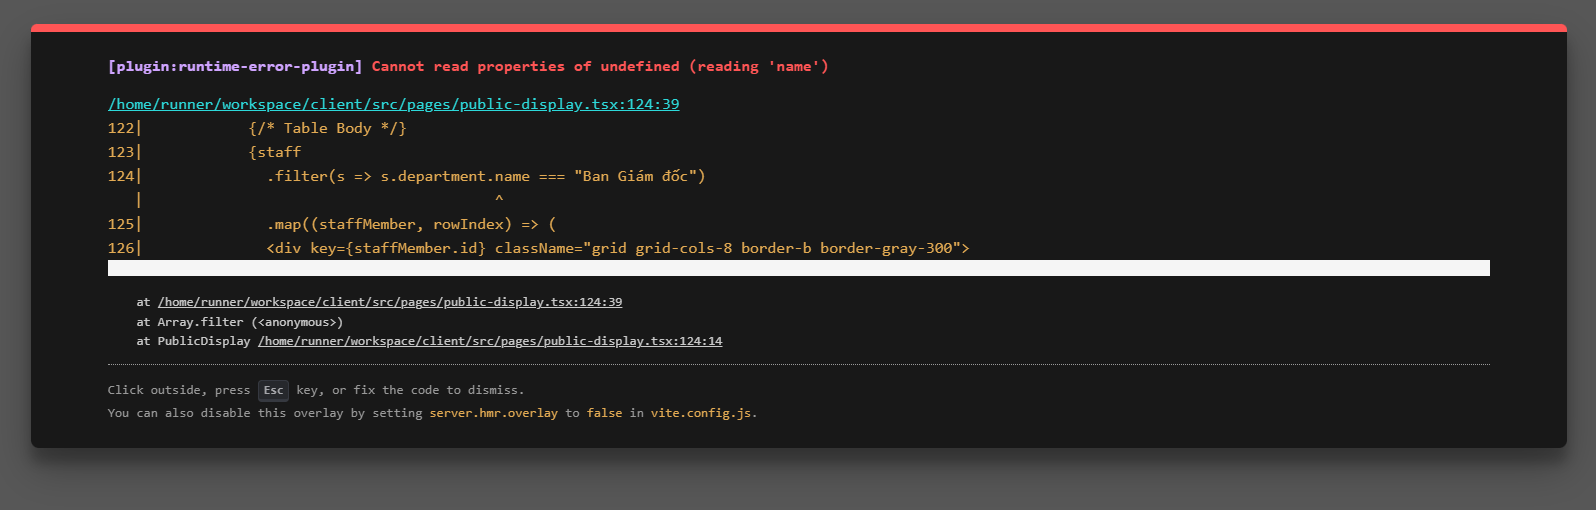 [plugin:runtime-error-plugin] Cannot read properties of undefined (reading 'name')
/home/runner/workspace/client/src/pages/public-display.tsx:124:39
122|            {/* Table Body */}
123|            {staff
124|              .filter(s => s.department.name === "Ban Giám đốc")
   |                                         ^
125|              .map((staffMember, rowIndex) => (
126|              <div key={staffMember.id} className="grid grid-cols-8 border-b border-gray-300">
at /home/runner/workspace/client/src/pages/public-display.tsx:124:39
at Array.filter (<anonymous>)
at PublicDisplay /home/runner/workspace/client/src/pages/public-display.tsx:124:14
Click outside, press Esc key, or fix the code to dismiss.
You can also disable this overlay by setting server.hmr.overlay to false in vite.config.js.